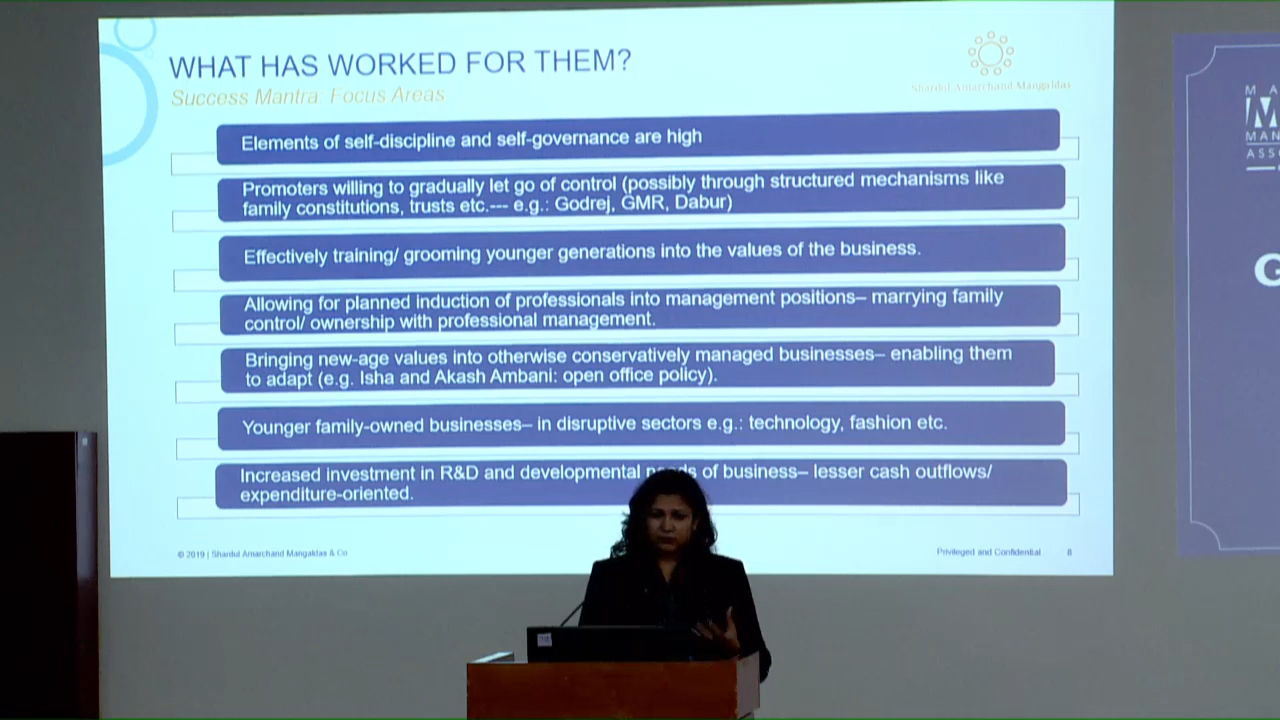 WHAT HAS WORKED FOR THEM?
Success Mantra: Focus Areas
Shardul Amarchand Mangaldas
Elements of self-discipline and self-governance are high
Promoters willing to gradually let go of control (possibly through structured mechanisms like
family constitutions, trusts etc.--- e.g.: Godrej, GMR, Dabur)
Effectively training/ grooming younger generations into the values of the business.
Allowing for planned induction of professionals into management positions– marrying family
control/ ownership with professional management.
Bringing new-age values into otherwise conservatively managed businesses– enabling them
to adapt (e.g. Isha and Akash Ambani: open office policy).
Younger family-owned businesses– in disruptive sectors e.g.: technology, fashion etc.
Increased investment in R&D and developmental needs of business– lesser cash outflows/
expenditure-oriented.
© 2019 | Shardul Amarchand Mangaldas & Co
Privileged and Confidential 8
M A
MAN
ASS
G